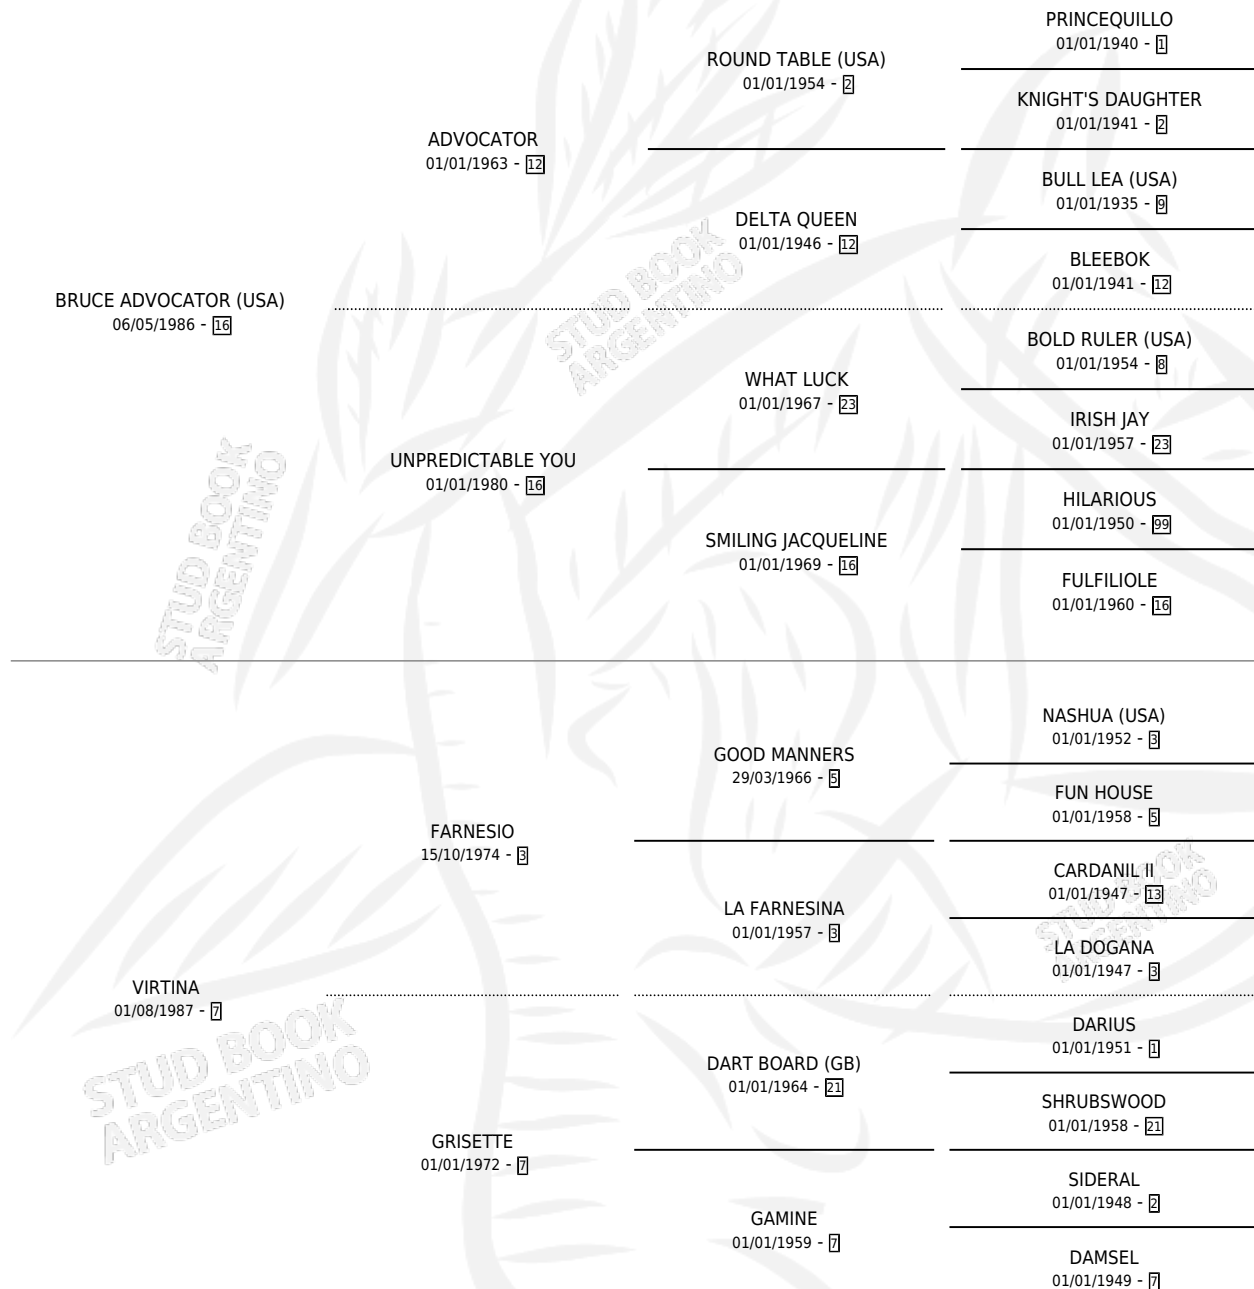 PRINCEQUILLO
01/01/1940 - 1
ROUND TABLE (USA)
01/01/1954 - 2
KNIGHT'S DAUGHTER
01/01/1941 - 2
ADVOCATOR
01/01/1963 - 12
BULL LEA (USA)
01/01/1935 - 9
DELTA QUEEN
01/01/1946 - 12
BLEEBOK
01/01/1941 - 12
BRUCE ADVOCATOR (USA)
06/05/1986 - 16
BOLD RULER (USA)
01/01/1954 - 8
WHAT LUCK
01/01/1967 - 23
IRISH JAY
01/01/1957 - 23
UNPREDICTABLE YOU
01/01/1980 - 16
HILARIOUS
01/01/1950 - 99
SMILING JACQUELINE
01/01/1969 - 16
FULFILIOLE
01/01/1960 - 16
NASHUA (USA)
01/01/1952 - 3
GOOD MANNERS
29/03/1966 - 5
FUN HOUSE
01/01/1958 - 5
FARNESIO
15/10/1974 - 3
CARDANIL II
01/01/1947 - 13
LA FARNESINA
01/01/1957 - 3
LA DOGANA
01/01/1947 - 3
VIRTINA
01/08/1987 - 7
DARIUS
01/01/1951 - 1
DART BOARD (GB)
01/01/1964 - 21
SHRUBSWOOD
01/01/1958 - 21
GRISETTE
01/01/1972 - 7
SIDERAL
01/01/1948 - 2
GAMINE
01/01/1959 - 7
DAMSEL
01/01/1949 - 7
STUD BOOK
ARGENTINO
STUD BOOK
ARGENTINO
STUD BOOK
ARGENTINO
STUD BOOK
ARGENTINO